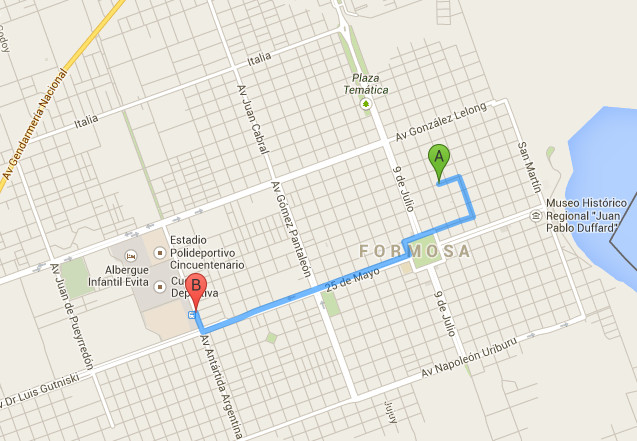 Godoy
Italia
Italia
Av Gendarmería Nacional
Av Juan Cabral
Plaza
Temática
Av González Lelong
A
San Martín
9 de Julio
Museo Histórico
Regional "Juan
Pablo Duffard"
FORMOSA
Av Gómez Pantaleón
Estadio
Polideportivo
Cincuentenario
Albergue
Infantil Evita
B
25 de Mayo
Av Juan de Pueyrredón
9 de Julio
Av Napoleón Uriburu
Av Antártida Argentina
Av Dr Luis Gutniski
Jujuy